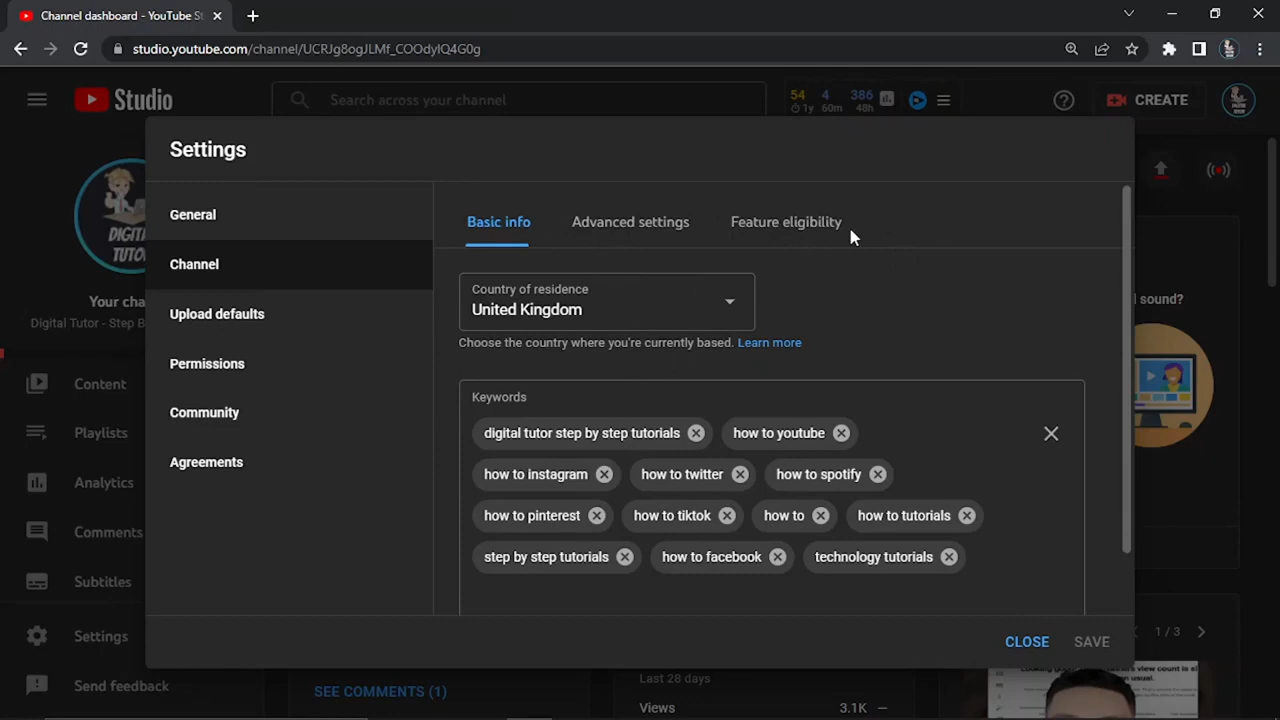 Channel dashboard - YouTube St
studio.youtube.com/channel/UCRJg8ogJLMf_COOdylQ4G0g
Studio
Search across your channel
54 4 386
1y 60m 48h
CREATE
Settings
General
Channel
Upload defaults
Permissions
Community
Agreements
Basic info
Advanced settings
Feature eligibility
Country of residence
United Kingdom
Choose the country where you're currently based. Learn more
Keywords
digital tutor step by step tutorials
how to youtube
how to instagram
how to twitter
how to spotify
how to pinterest
how to tiktok
how to
how to tutorials
step by step tutorials
how to facebook
technology tutorials
CLOSE
SAVE
DIGITAL
TUTO
Your cha
Digital Tutor - Step B
Content
Playlists
Analytics
Comments
Subtitles
Settings
Send feedback
SEE COMMENTS (1)
Last 28 days
Views
3.1K —
d sound?
1 / 3